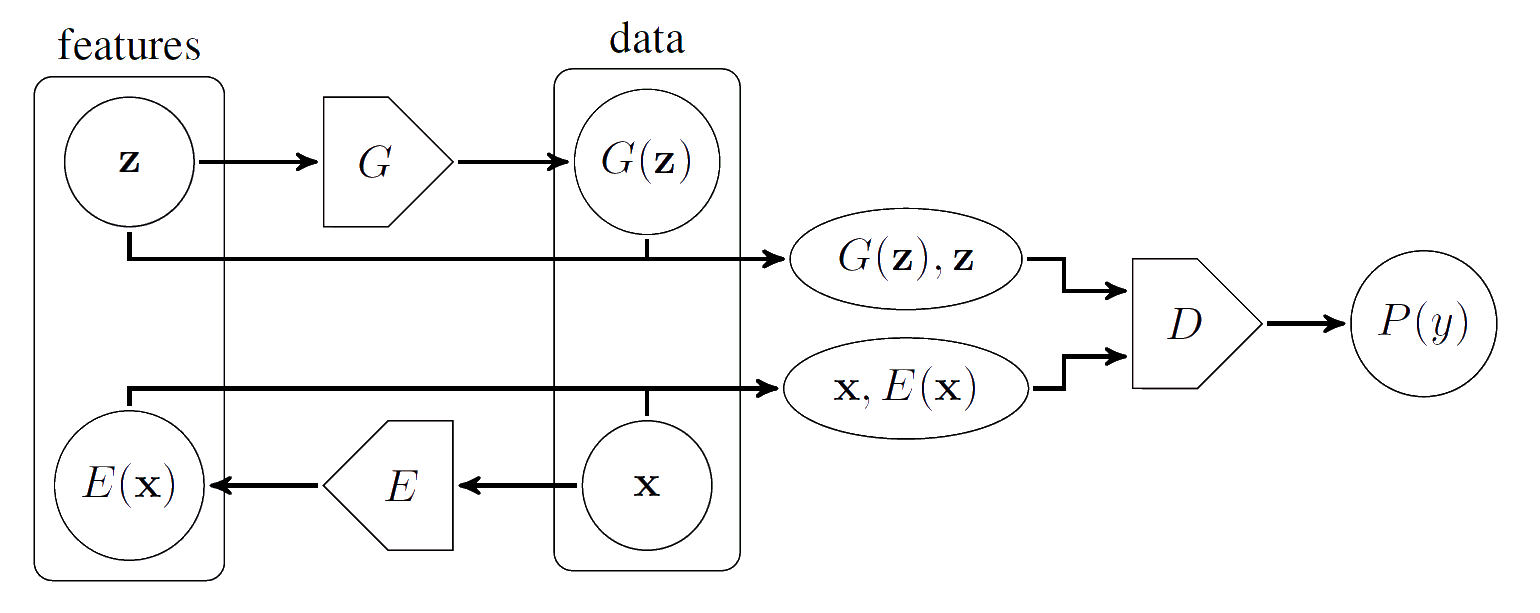 features
data
z
G
G(z)
G(z), z
D
P(y)
x, E(x)
E(x)
E
x